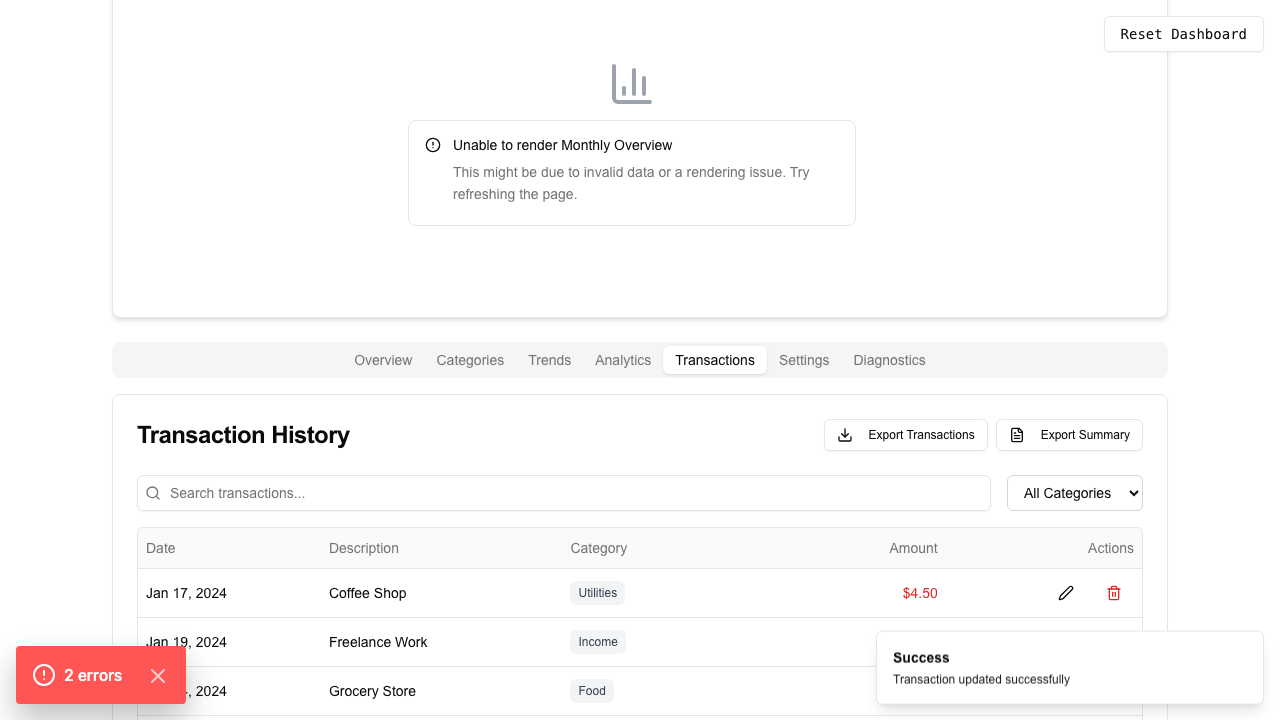 Reset Dashboard
Unable to render Monthly Overview
This might be due to invalid data or a rendering issue. Try
refreshing the page.
Overview Categories Trends Analytics Transactions Settings Diagnostics
Transaction History
Export Transactions Export Summary
Search transactions... All Categories
Date Description Category Amount Actions
Jan 17, 2024 Coffee Shop Utilities $4.50
Jan 19, 2024 Freelance Work Income
2024 Grocery Store Food
2 errors
Success
Transaction updated successfully